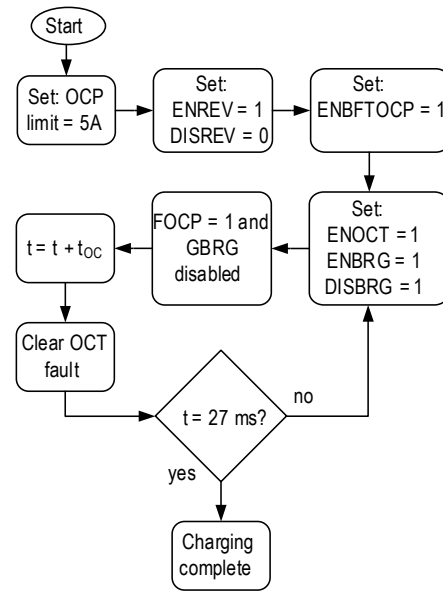 Start
Set: OCP
limit = 5A
Set:
ENREV = 1
DISREV = 0
Set:
ENBFTOCP = 1
Set:
ENOCT = 1
ENBRG = 1
DISBRG = 1
FOCP = 1 and
GBRG
disabled
t = t + tOC
Clear OCT
fault
t = 27 ms?
no
yes
Charging
complete